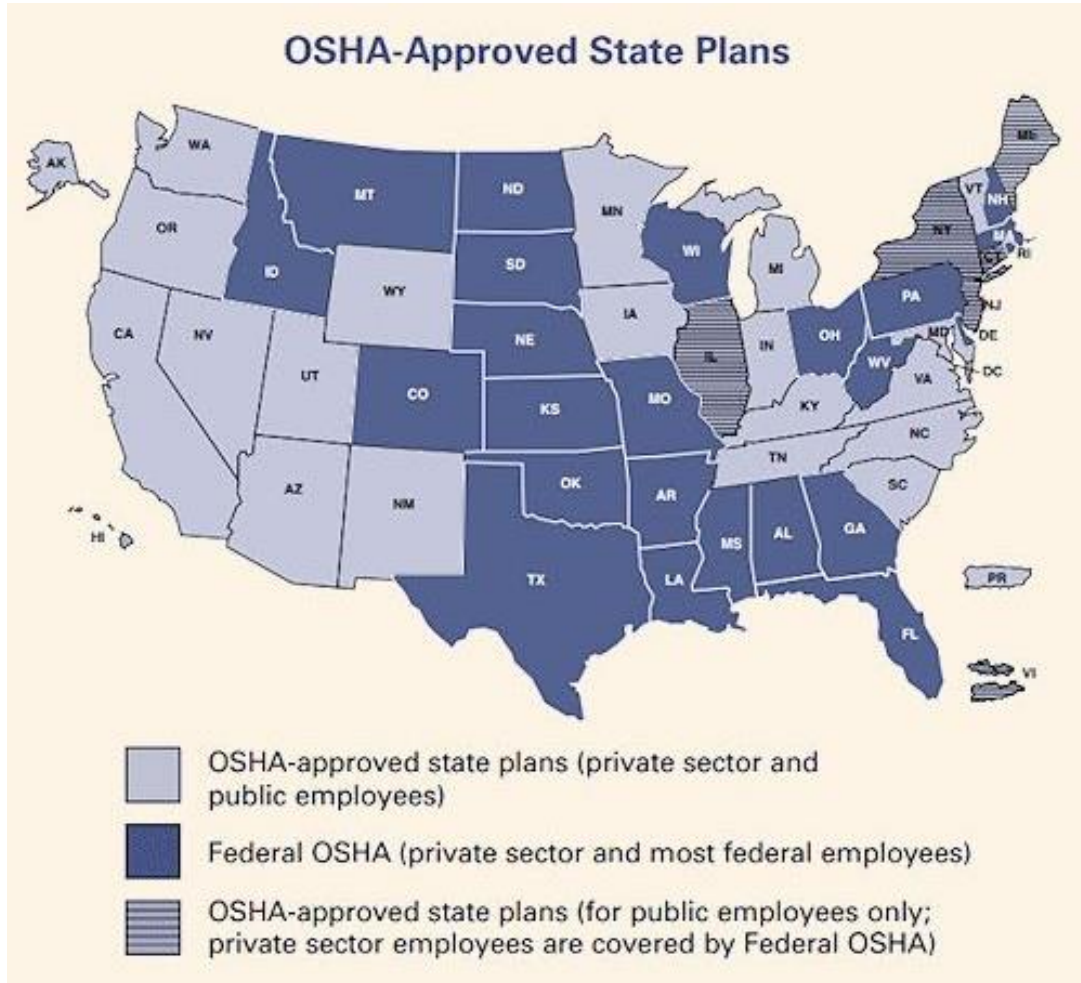 OSHA-Approved State Plans
WA
AK
MT
ND
MN
ME
VT
NH
OR
ID
SD
WI
NY
MA
RI
CT
WY
MI
CA
NV
NE
IA
PA
NJ
UT
CO
IL
IN
OH
MD
DE
KS
MO
WV
DC
VA
KY
NC
AZ
NM
OK
AR
TN
SC
HI
TX
LA
MS
AL
GA
PR
FL
VI
OSHA-approved state plans (private sector and
public employees)
Federal OSHA (private sector and most federal employees)
OSHA-approved state plans (for public employees only;
private sector employees are covered by Federal OSHA)